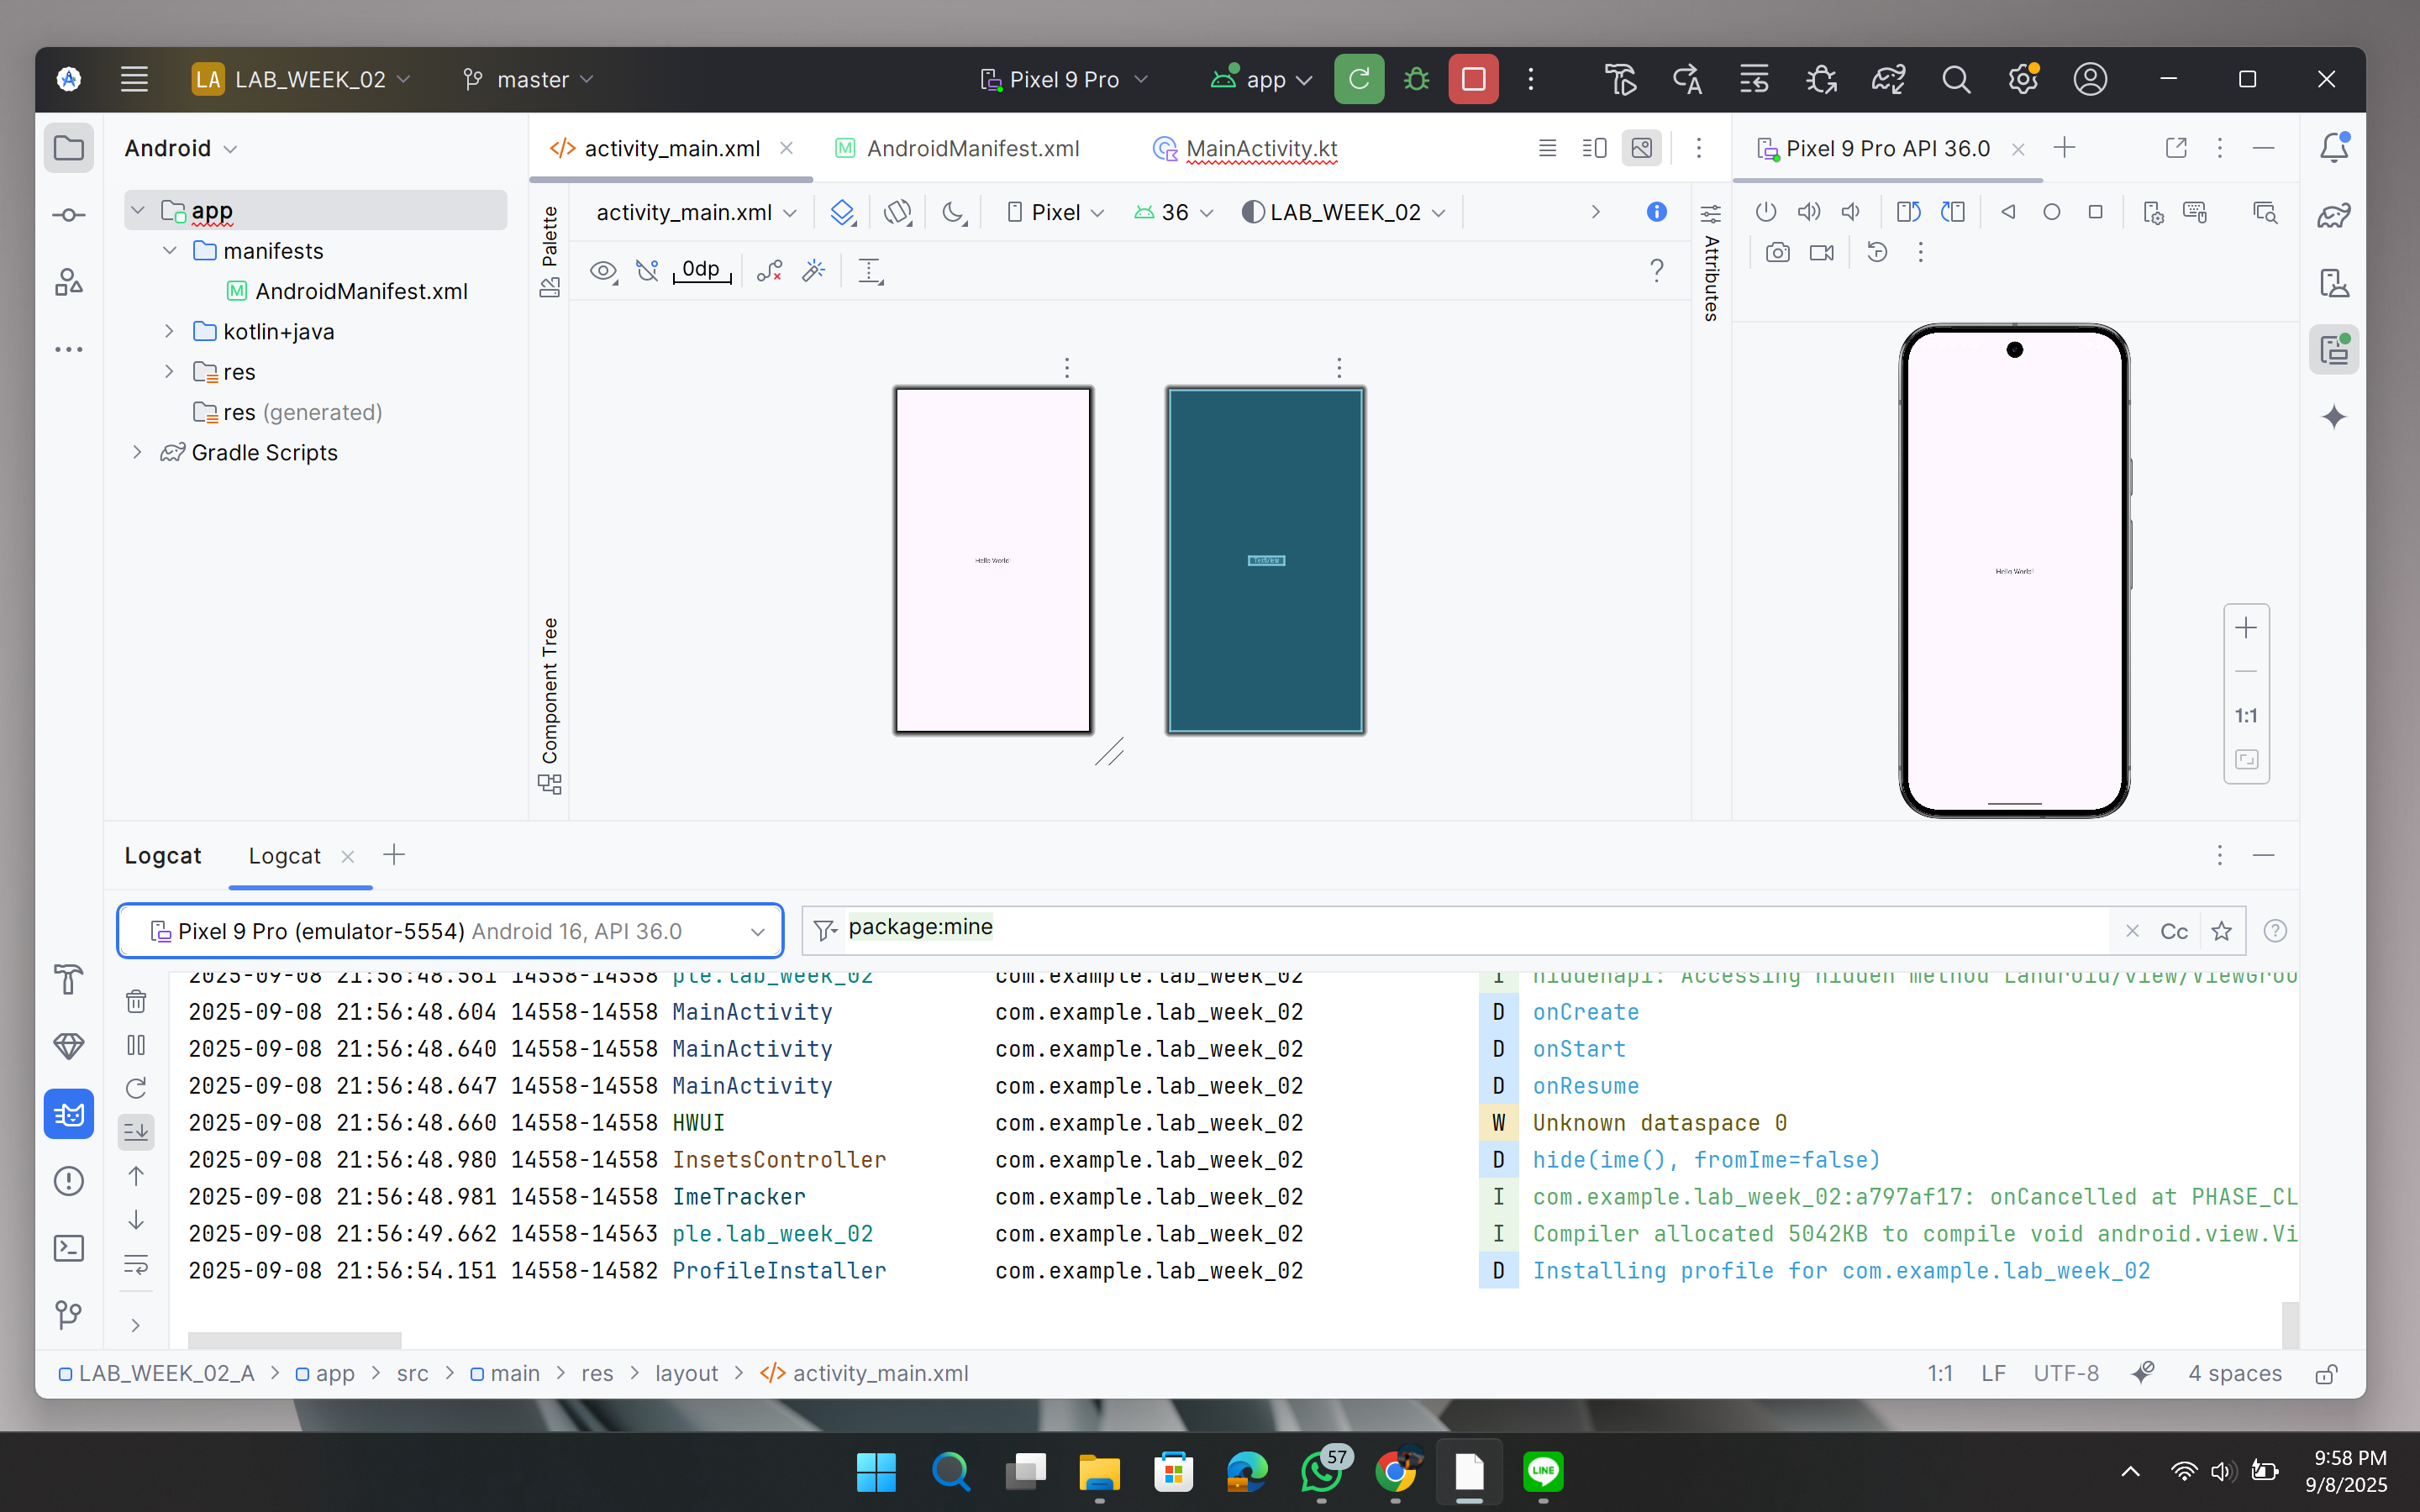 LA LAB_WEEK_02 master Pixel 9 Pro app
Android
app
manifests
AndroidManifest.xml
kotlin+java
res
res (generated)
Gradle Scripts
activity_main.xml AndroidManifest.xml MainActivity.kt
activity_main.xml Pixel 36 LAB_WEEK_02
0dp
Palette
Component Tree
Attributes
Hello World!
TextView
Pixel 9 Pro API 36.0
Hello World!
1:1
Logcat Logcat
Pixel 9 Pro (emulator-5554) Android 16, API 36.0 package:mine Cc
2025-09-08 21:56:48.561 14558-14558 ple.lab_week_02 com.example.lab_week_02 I hiddenapi: Accessing hidden method Landroid/view/ViewGrou
2025-09-08 21:56:48.604 14558-14558 MainActivity com.example.lab_week_02 D onCreate
2025-09-08 21:56:48.640 14558-14558 MainActivity com.example.lab_week_02 D onStart
2025-09-08 21:56:48.647 14558-14558 MainActivity com.example.lab_week_02 D onResume
2025-09-08 21:56:48.660 14558-14558 HWUI com.example.lab_week_02 W Unknown dataspace 0
2025-09-08 21:56:48.980 14558-14558 InsetsController com.example.lab_week_02 D hide(ime(), fromIme=false)
2025-09-08 21:56:48.981 14558-14558 ImeTracker com.example.lab_week_02 I com.example.lab_week_02:a797af17: onCancelled at PHASE_CL
2025-09-08 21:56:49.662 14558-14563 ple.lab_week_02 com.example.lab_week_02 I Compiler allocated 5042KB to compile void android.view.Vi
2025-09-08 21:56:54.151 14558-14582 ProfileInstaller com.example.lab_week_02 D Installing profile for com.example.lab_week_02
LAB_WEEK_02_A > app > src > main > res > layout > activity_main.xml 1:1 LF UTF-8 4 spaces
57
LINE
9:58 PM
9/8/2025